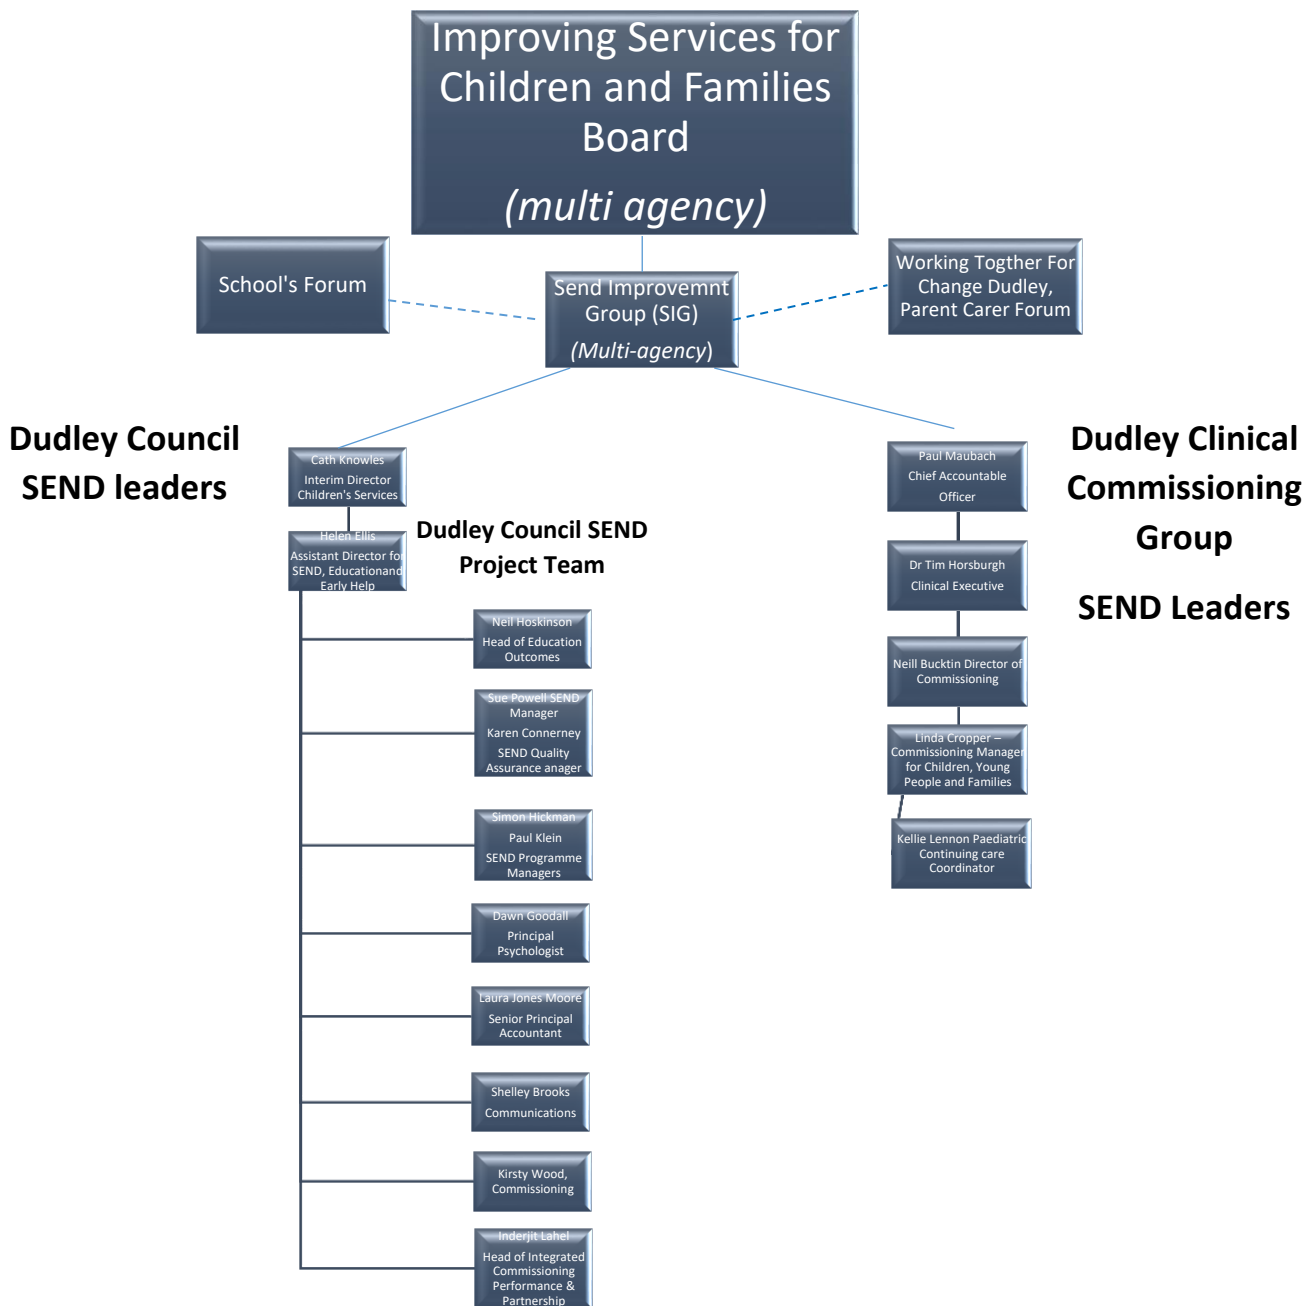 Improving Services for
Children and Families
Board
(multi agency)
School's Forum
Send Improvemnt
Group (SIG)
(Multi-agency)
Working Togther For
Change Dudley,
Parent Carer Forum
Dudley Council
SEND leaders
Cath Knowles
Interim Director
Children's Services
Helen Ellis
Assistant Director for
SEND, Educationand
Early Help
Dudley Council SEND
Project Team
Neil Hoskinson
Head of Education
Outcomes
Sue Powell SEND
Manager
Karen Connerney
SEND Quality
Assurance anager
Simon Hickman
Paul Klein
SEND Programme
Managers
Dawn Goodall
Principal
Psychologist
Laura Jones Moore
Senior Principal
Accountant
Shelley Brooks
Communications
Kirsty Wood,
Commissioning
Inderjit Lahel
Head of Integrated
Commissioning
Performance &
Partnership
Paul Maubach
Chief Accountable
Officer
Dr Tim Horsburgh
Clinical Executive
Neill Bucktin Director of
Commissioning
Linda Cropper –
Commissioning Manager
for Children, Young
People and Families
Kellie Lennon Paediatric
Continuing care
Coordinator
Dudley Clinical
Commissioning
Group
SEND Leaders